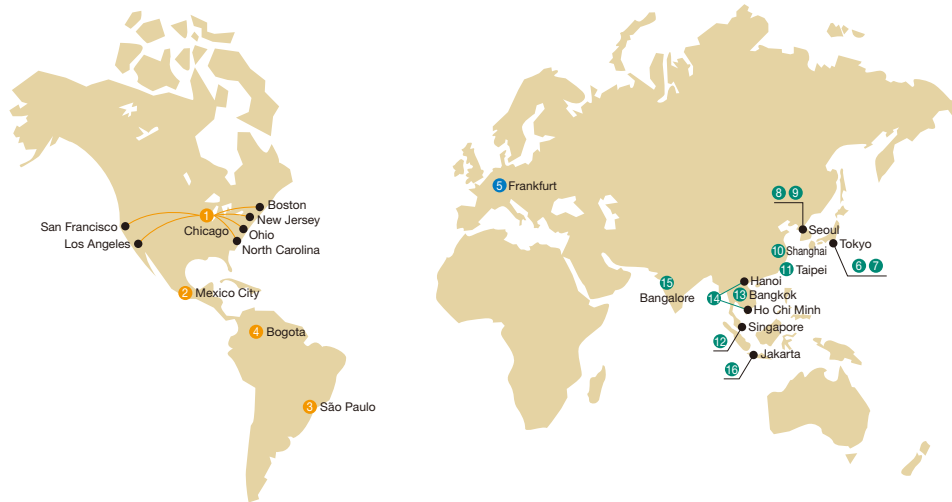 Boston
1
New Jersey
San Francisco
Chicago
Ohio
Los Angeles
North Carolina
2 Mexico City
4 Bogota
3 São Paulo
5 Frankfurt
8 9
Seoul
10 Shanghai
Tokyo
11 Taipei
6 7
15
Bangalore
Hanoi
14
13 Bangkok
Ho Chi Minh
Singapore
12
Jakarta
16